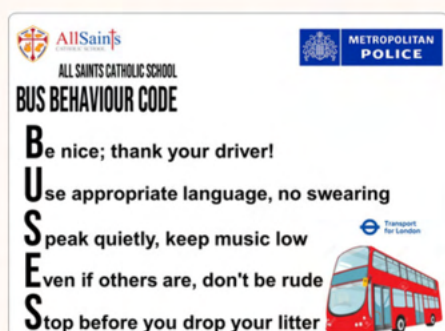 AllSaints
CATHOLIC SCHOOL
METROPOLITAN
POLICE
ALL SAINTS CATHOLIC SCHOOL
BUS BEHAVIOUR CODE
Be nice; thank your driver!
Use appropriate language, no swearing
Speak quietly, keep music low
Transport
for London
Even if others are, don't be rude
Stop before you drop your litter